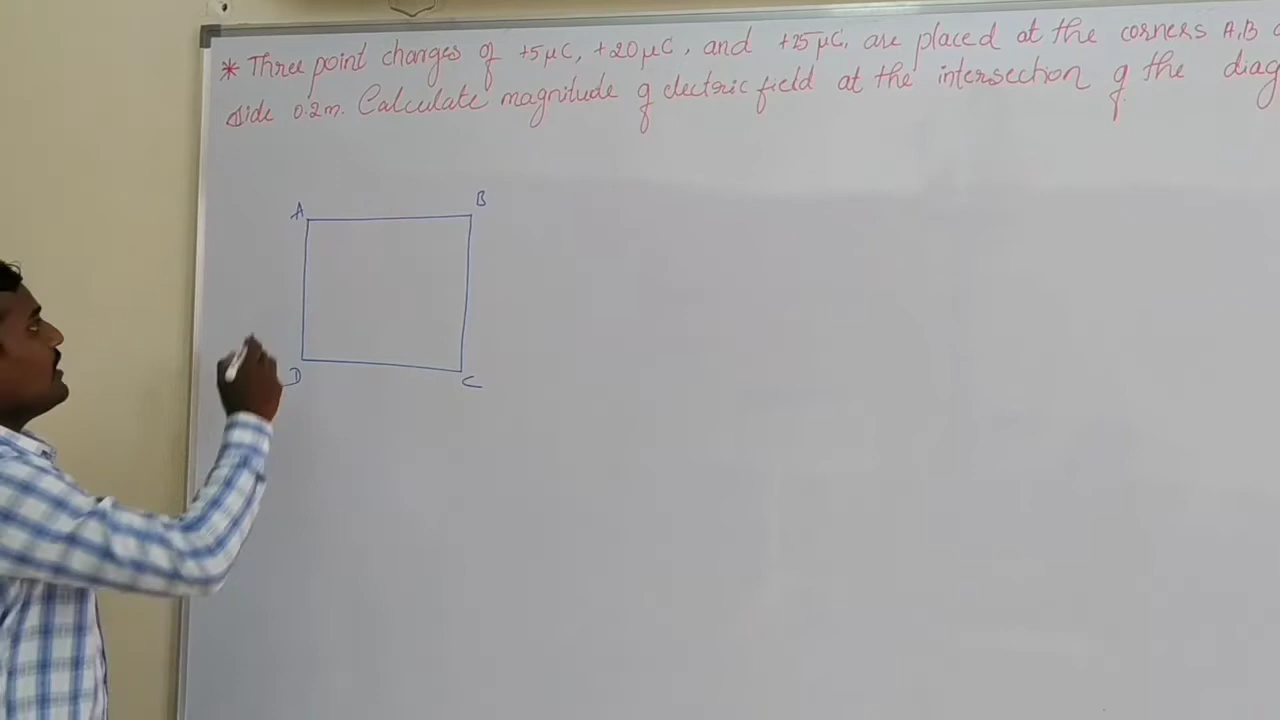 * Three point charges of +5μC, +20μC, and +25μC, are placed at the corners A,B
side 0.2m. Calculate magnitude of electric field at the intersection of the diag
A
B
D
C